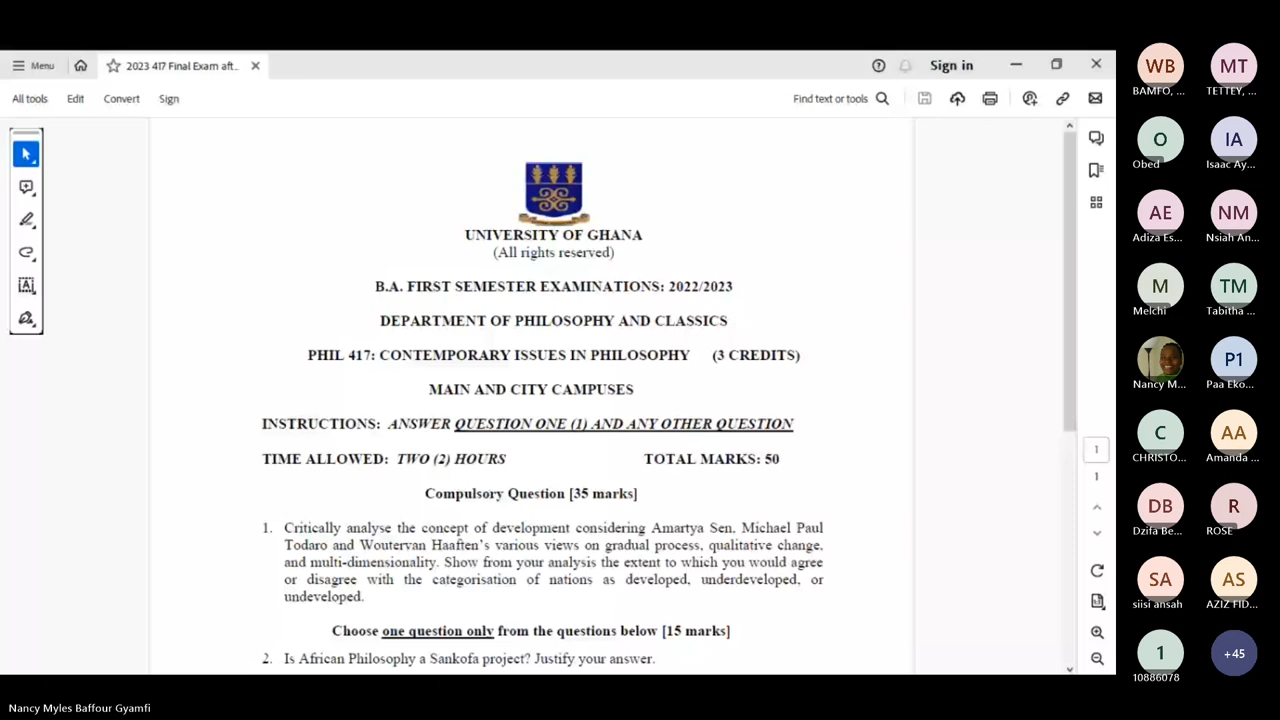 Menu
2023 417 Final Exam aft..
Sign in
All tools Edit Convert Sign
Find text or tools
UNIVERSITY OF GHANA
(All rights reserved)
B.A. FIRST SEMESTER EXAMINATIONS: 2022/2023
DEPARTMENT OF PHILOSOPHY AND CLASSICS
PHIL 417: CONTEMPORARY ISSUES IN PHILOSOPHY (3 CREDITS)
MAIN AND CITY CAMPUSES
INSTRUCTIONS: ANSWER QUESTION ONE (1) AND ANY OTHER QUESTION
TIME ALLOWED: TWO (2) HOURS TOTAL MARKS: 50
Compulsory Question [35 marks]
1. Critically analyse the concept of development considering Amartya Sen, Michael Paul
Todaro and Woutervan Haaften's various views on gradual process, qualitative change,
and multi-dimensionality. Show from your analysis the extent to which you would agree
or disagree with the categorisation of nations as developed, underdeveloped, or
undeveloped.
Choose one question only from the questions below [15 marks]
2. Is African Philosophy a Sankofa project? Justify your answer.
1
1
WB MT
BAMFO, ... TETTEY, ...
O IA
Obed Isaac Ay...
AE NM
Adiza Es... Nsiah An...
M TM
Melchi Tabitha ...
P1
Nancy M... Paa Eko...
C AA
CHRISTO... Amanda ...
DB R
Dzifa Be... ROSE
SA AS
siisi ansah AZIZ FID...
1 +45
10886078
Nancy Myles Baffour Gyamfi